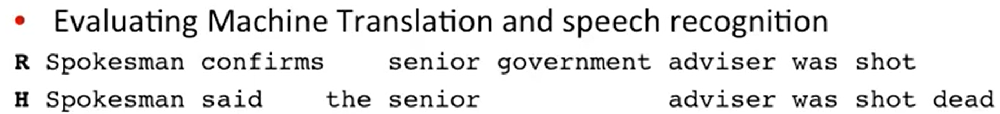 • Evaluating Machine Translation and speech recognition
R Spokesman confirms senior government adviser was shot
H Spokesman said the senior adviser was shot dead